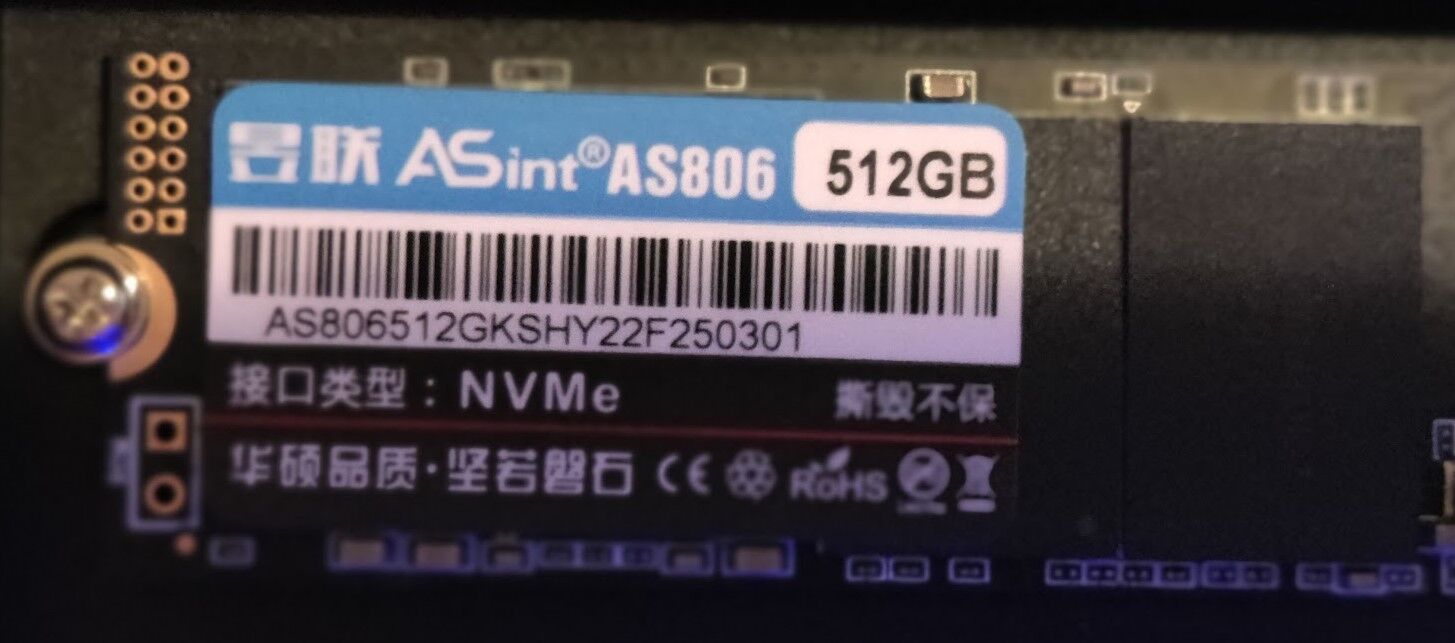 吾联 ASint®AS806 512GB
AS806512GKSHY22F250301
接口类型：NVMe 撕毁不保
华硕品质·坚若磐石 CE RoHS